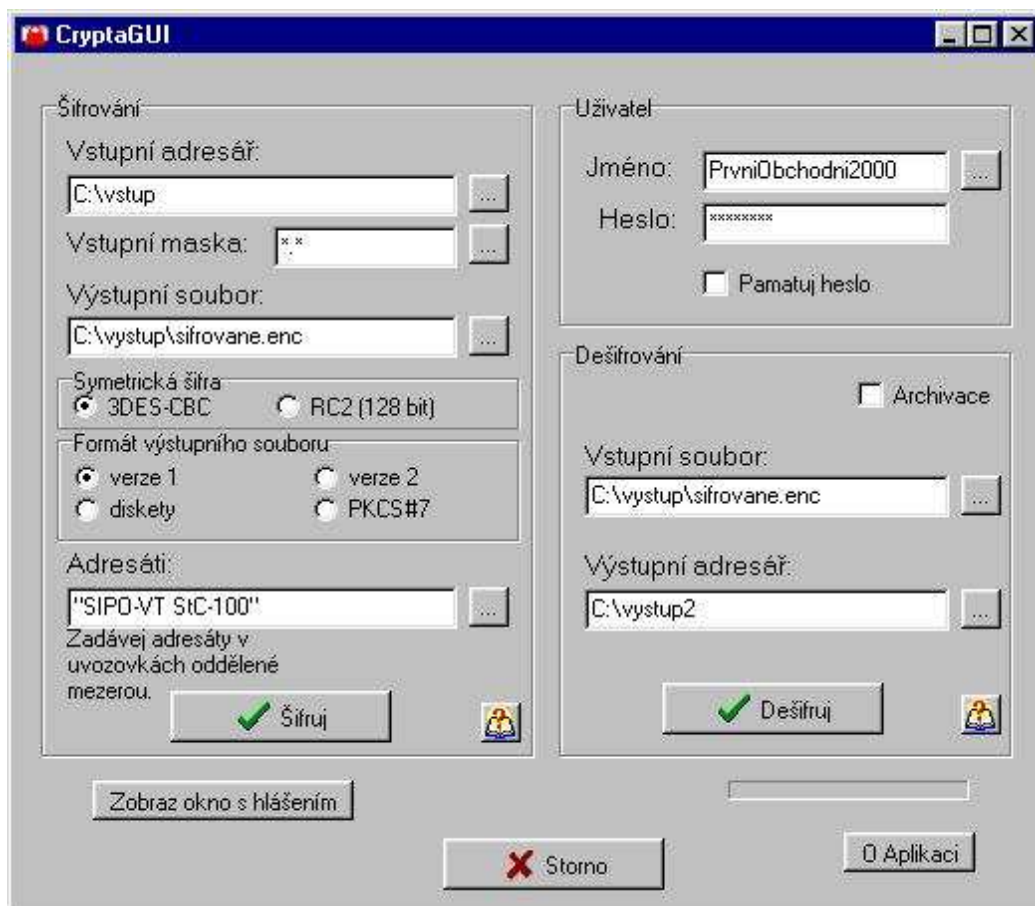 CryptaGUI
Šifrování
Vstupní adresář:
C:\vstup
...
Vstupní maska:
*.*
...
Výstupní soubor:
C:\vystup\sifrovane.enc
...
Symetrická šifra
3DES-CBC
RC2 (128 bit)
Formát výstupního souboru
verze 1
verze 2
diskety
PKCS#7
Adresáti:
"SIPO-VT StC-100"
...
Zadávej adresáty v
uvozovkách oddělené
mezerou.
Šifruj
Uživatel
Jméno:
PrvniObchodni2000
...
Heslo:
********
Pamatuj heslo
Dešifrování
Archivace
Vstupní soubor:
C:\vystup\sifrovane.enc
...
Výstupní adresář:
C:\vystup2
...
Dešifruj
Zobraz okno s hlášením
Storno
O Aplikaci